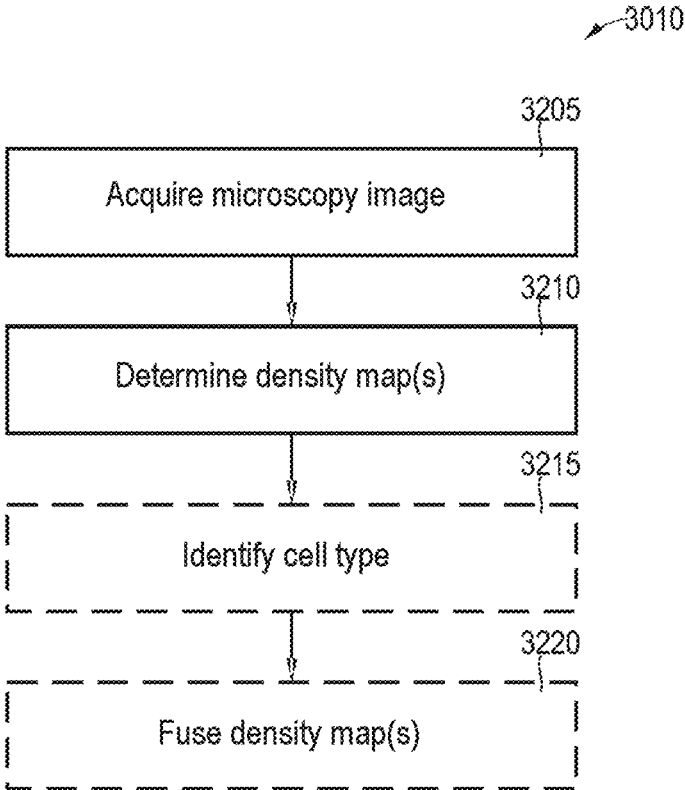 3010
3205
Acquire microscopy image
3210
Determine density map(s)
3215
Identify cell type
3220
Fuse density map(s)